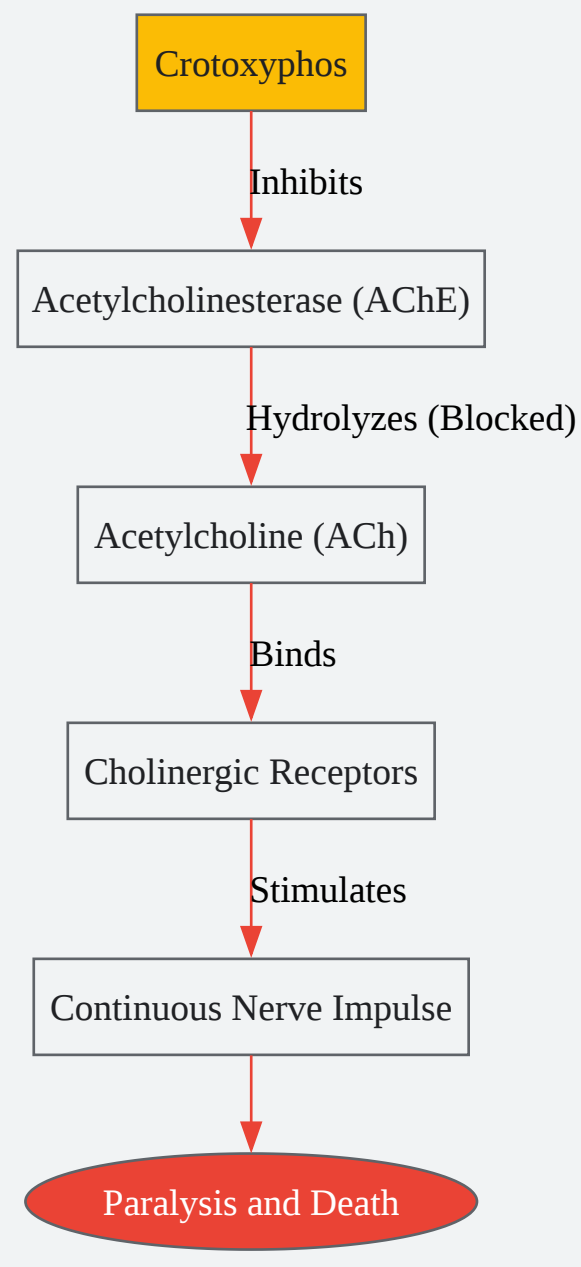 Crotoxyphos
Inhibits
Acetylcholinesterase (AChE)
Hydrolyzes (Blocked)
Acetylcholine (ACh)
Binds
Cholinergic Receptors
Stimulates
Continuous Nerve Impulse
Paralysis and Death